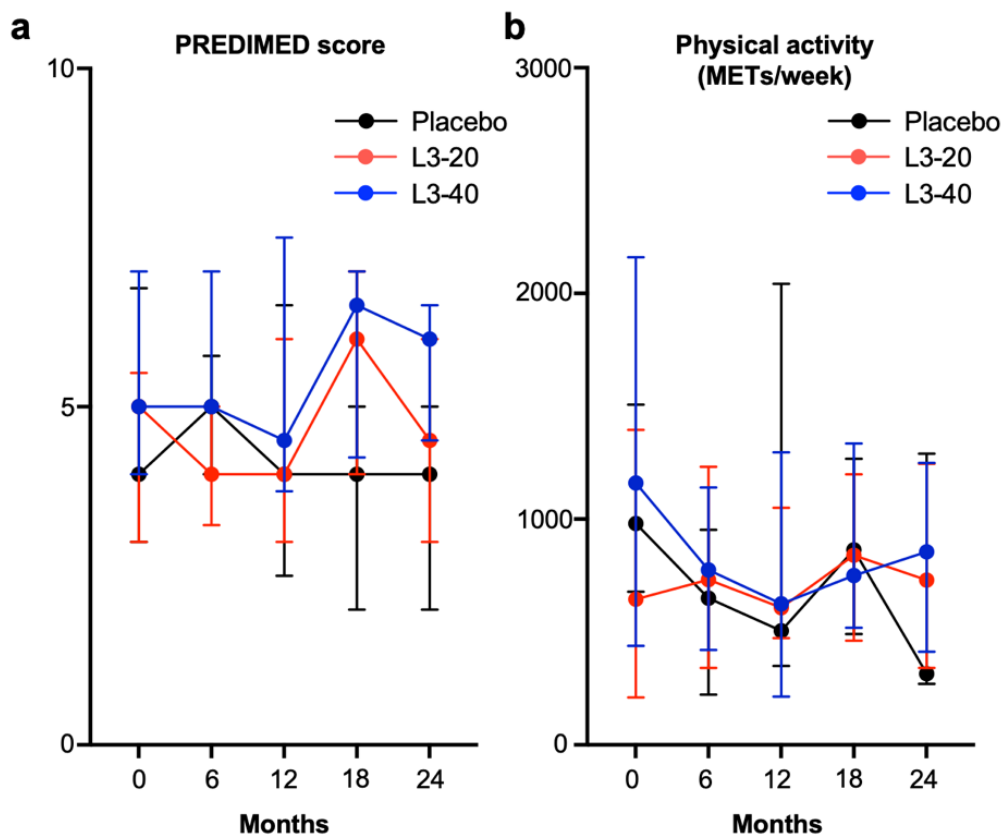 a
PREDIMED score
10
5
0
Placebo
L3-20
L3-40
0 6 12 18 24
Months
b
Physical activity
(METs/week)
3000
2000
1000
0
Placebo
L3-20
L3-40
0 6 12 18 24
Months